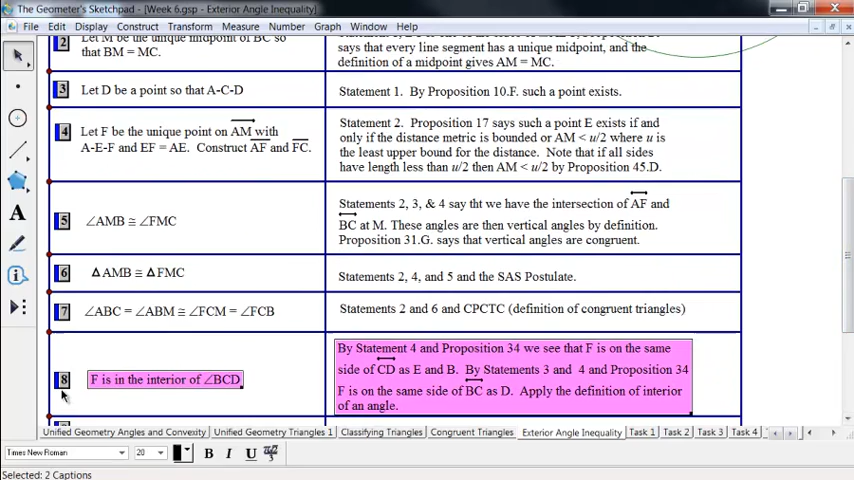 The Geometer's Sketchpad - [Week 6.gsp - Exterior Angle Inequality]
File Edit Display Construct Transform Measure Number Graph Window Help
2 Let M be the unique midpoint of BC so
that BM = MC.
says that every line segment has a unique midpoint, and the
definition of a midpoint gives AM = MC.
3 Let D be a point so that A-C-D
Statement 1. By Proposition 10.F. such a point exists.
4 Let F be the unique point on AM with
A-E-F and EF = AE. Construct AF and FC.
Statement 2. Proposition 17 says such a point E exists if and
only if the distance metric is bounded or AM < u/2 where u is
the least upper bound for the distance. Note that if all sides
have length less than u/2 then AM < u/2 by Proposition 45.D.
5 ∠AMB ≅ ∠FMC
Statements 2, 3, & 4 say tht we have the intersection of AF and
BC at M. These angles are then vertical angles by definition.
Proposition 31.G. says that vertical angles are congruent.
6 ∆AMB ≅ ∆FMC
Statements 2, 4, and 5 and the SAS Postulate.
7 ∠ABC = ∠ABM ≅ ∠FCM = ∠FCB
Statements 2 and 6 and CPCTC (definition of congruent triangles)
8 F is in the interior of ∠BCD
By Statement 4 and Proposition 34 we see that F is on the same
side of CD as E and B. By Statements 3 and 4 and Proposition 34
F is on the same side of BC as D. Apply the definition of interior
of an angle.
Unified Geometry Angles and Convexity Unified Geometry Triangles 1 Classifying Triangles Congruent Triangles Exterior Angle Inequality Task 1 Task 2 Task 3 Task 4
Times New Roman 20 B I U
Selected: 2 Captions